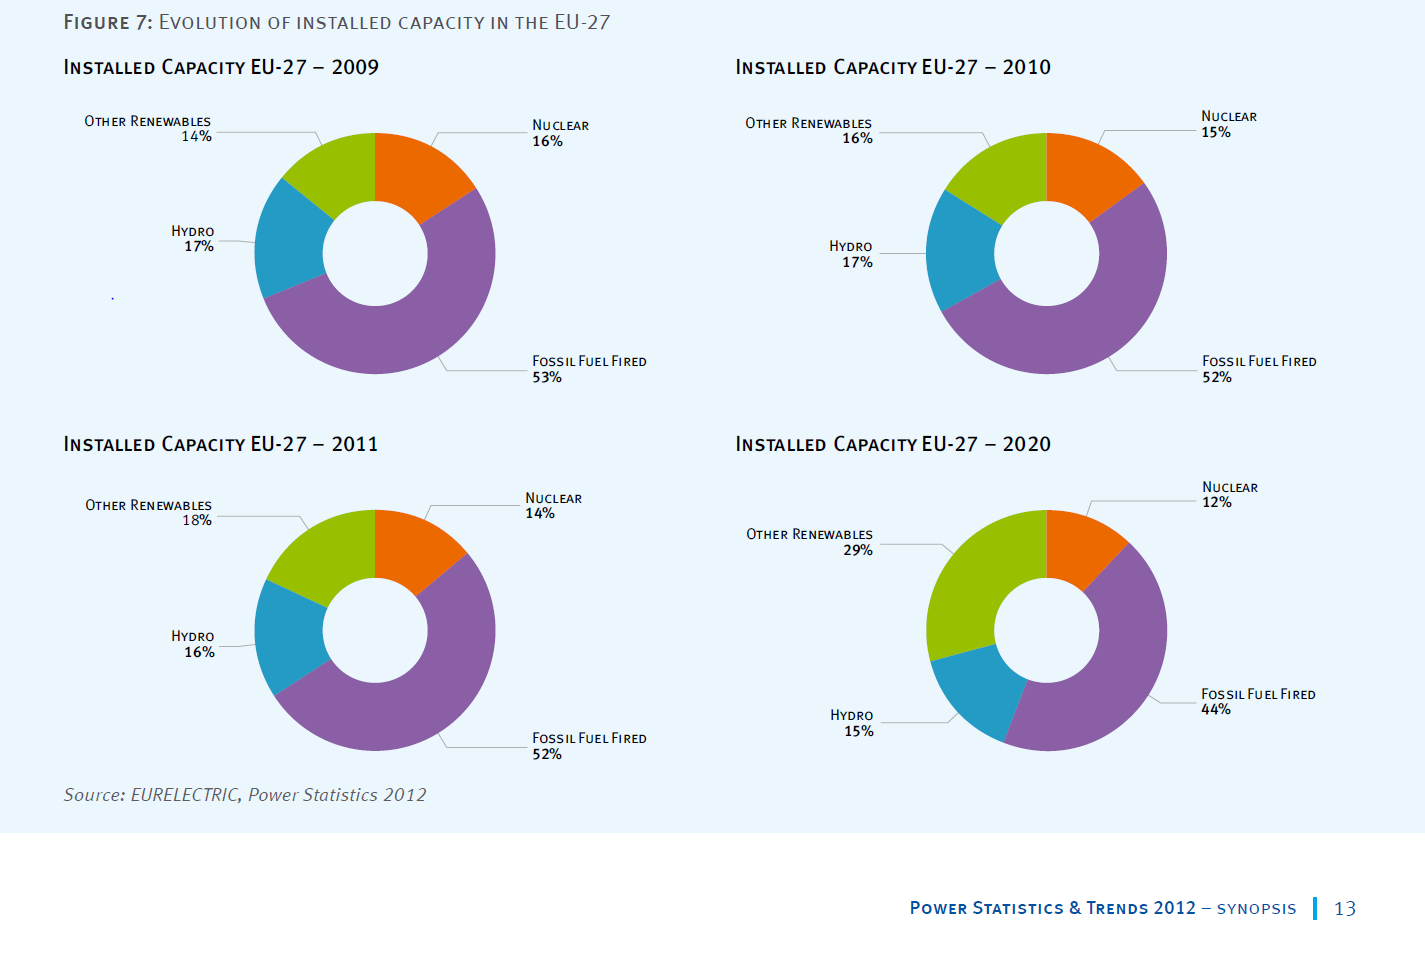 Figure 7: Evolution of installed capacity in the EU-27
Installed Capacity EU-27 – 2009
Other Renewables
14%
Nuclear
16%
Hydro
17%
Fossil Fuel Fired
53%
Installed Capacity EU-27 – 2010
Other Renewables
16%
Nuclear
15%
Hydro
17%
Fossil Fuel Fired
52%
Installed Capacity EU-27 – 2011
Other Renewables
18%
Nuclear
14%
Hydro
16%
Fossil Fuel Fired
52%
Installed Capacity EU-27 – 2020
Nuclear
12%
Other Renewables
29%
Fossil Fuel Fired
44%
Hydro
15%
Source: EURELECTRIC, Power Statistics 2012
Power Statistics & Trends 2012 – synopsis 13